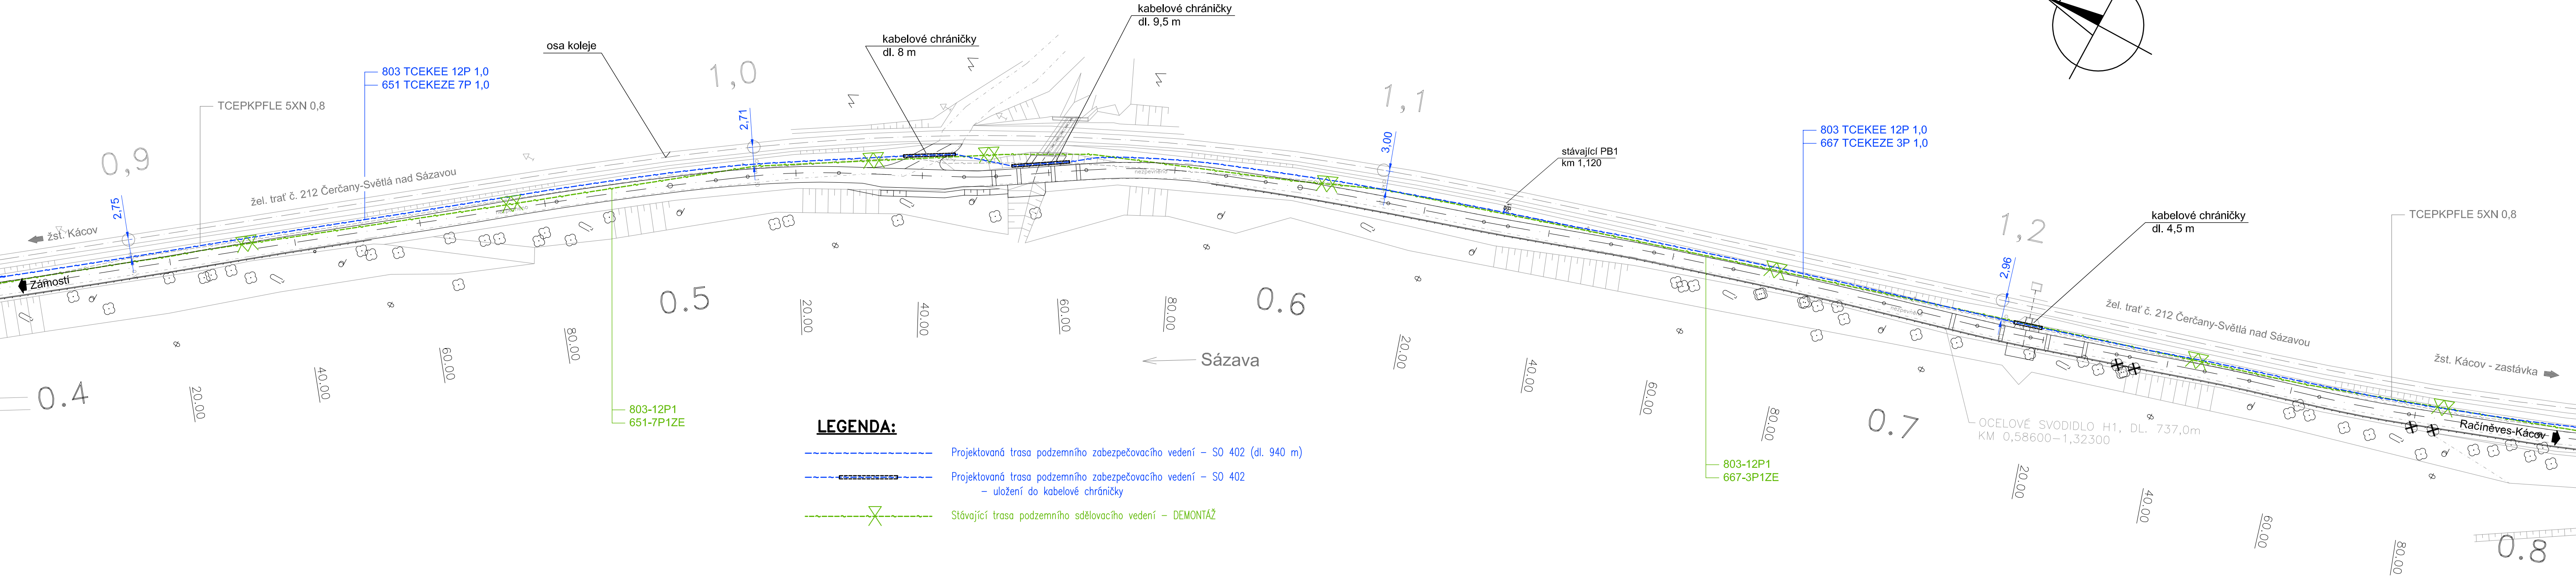 kabelové chráničky
dl. 9,5 m
kabelové chráničky
dl. 8 m
osa koleje
803 TCEKEE 12P 1,0
651 TCEKEZE 7P 1,0
TCEPKPFLE 5XN 0,8
1,0
2,71
1,1
3,00
803 TCEKEE 12P 1,0
667 TCEKEZE 3P 1,0
stávající PB1
km 1,120
0,9
2,75
žel. trať č. 212 Čerčany-Světlá nad Sázavou
žst. Kácov
Zámostí
nezpevněno
1,2
2,96
kabelové chráničky
dl. 4,5 m
TCEPKPFLE 5XN 0,8
žel. trať č. 212 Čerčany-Světlá nad Sázavou
žst. Kácov - zastávka
Račíněves-Kácov
0.4
20.00
40.00
60.00
80.00
0.5
20.00
40.00
60.00
80.00
0.6
20.00
40.00
60.00
80.00
0.7
20.00
40.00
60.00
80.00
0.8
Sázava
803-12P1
651-7P1ZE
803-12P1
667-3P1ZE
OCELOVÉ SVODIDLO H1, DL. 737,0m
KM 0,58600-1,32300
LEGENDA:
Projektovaná trasa podzemního zabezpečovacího vedení - SO 402 (dl. 940 m)
Projektovaná trasa podzemního zabezpečovacího vedení - SO 402
- uložení do kabelové chráničky
Stávající trasa podzemního sdělovacího vedení - DEMONTÁŽ